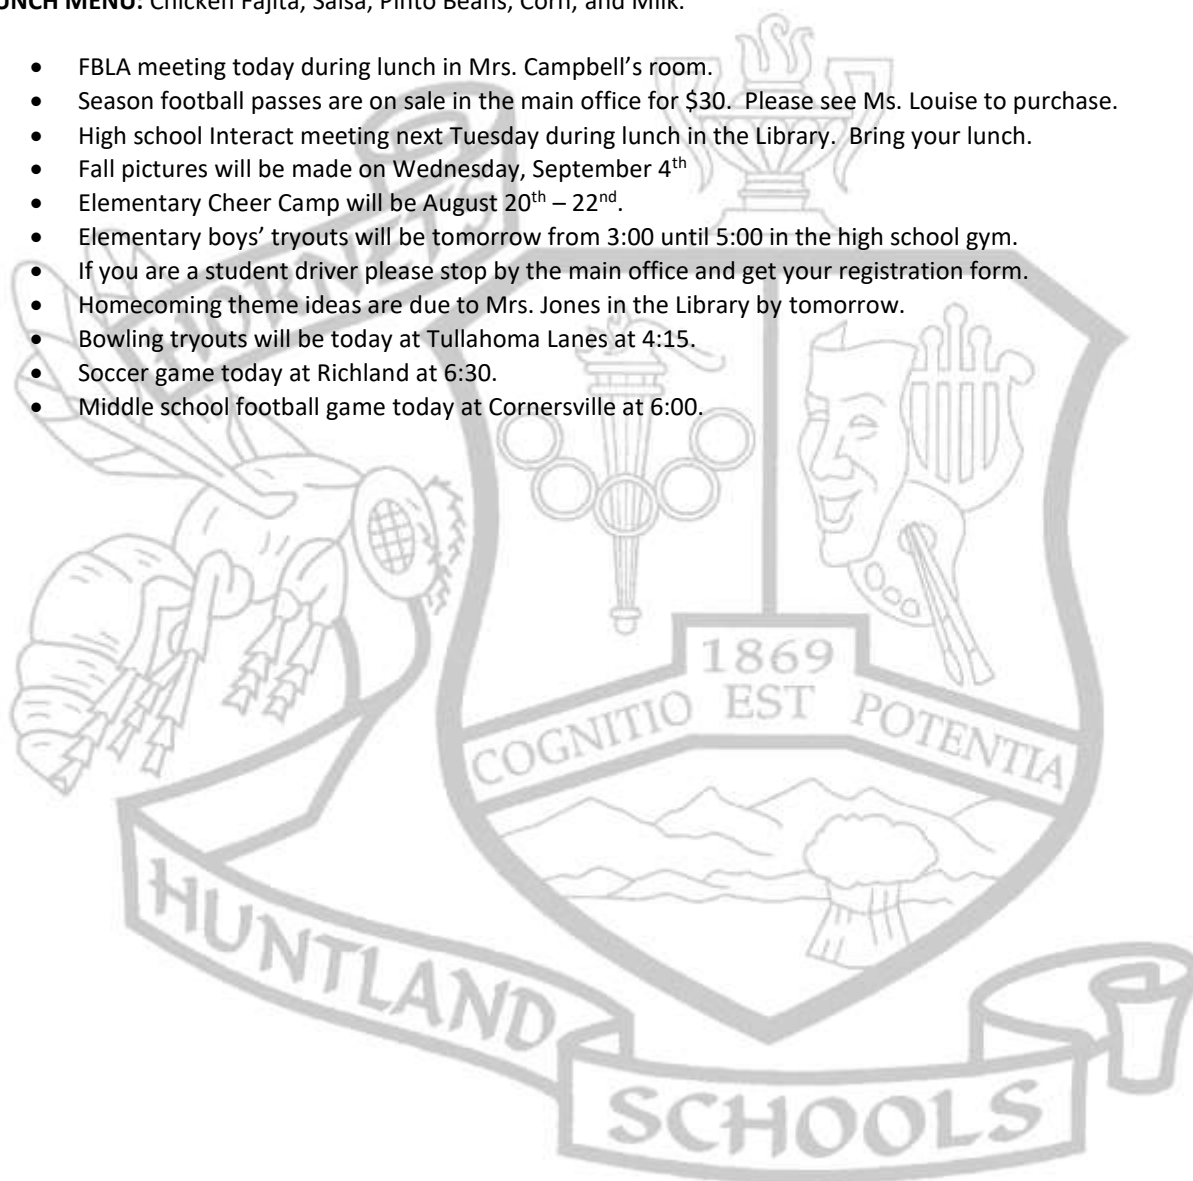 UNCH MENU: Chicken Fajita, Salsa, Pinto Beans, Corn, and Milk.
• FBLA meeting today during lunch in Mrs. Campbell’s room.
• Season football passes are on sale in the main office for $30.  Please see Ms. Louise to purchase.
• High school Interact meeting next Tuesday during lunch in the Library.  Bring your lunch.
• Fall pictures will be made on Wednesday, September 4th
• Elementary Cheer Camp will be August 20th – 22nd.
• Elementary boys’ tryouts will be tomorrow from 3:00 until 5:00 in the high school gym.
• If you are a student driver please stop by the main office and get your registration form.
• Homecoming theme ideas are due to Mrs. Jones in the Library by tomorrow.
• Bowling tryouts will be today at Tullahoma Lanes at 4:15.
• Soccer game today at Richland at 6:30.
• Middle school football game today at Cornersville at 6:00.
HORNETS
1869
COGNITIO EST POTENTIA
HUNTLAND
SCHOOLS